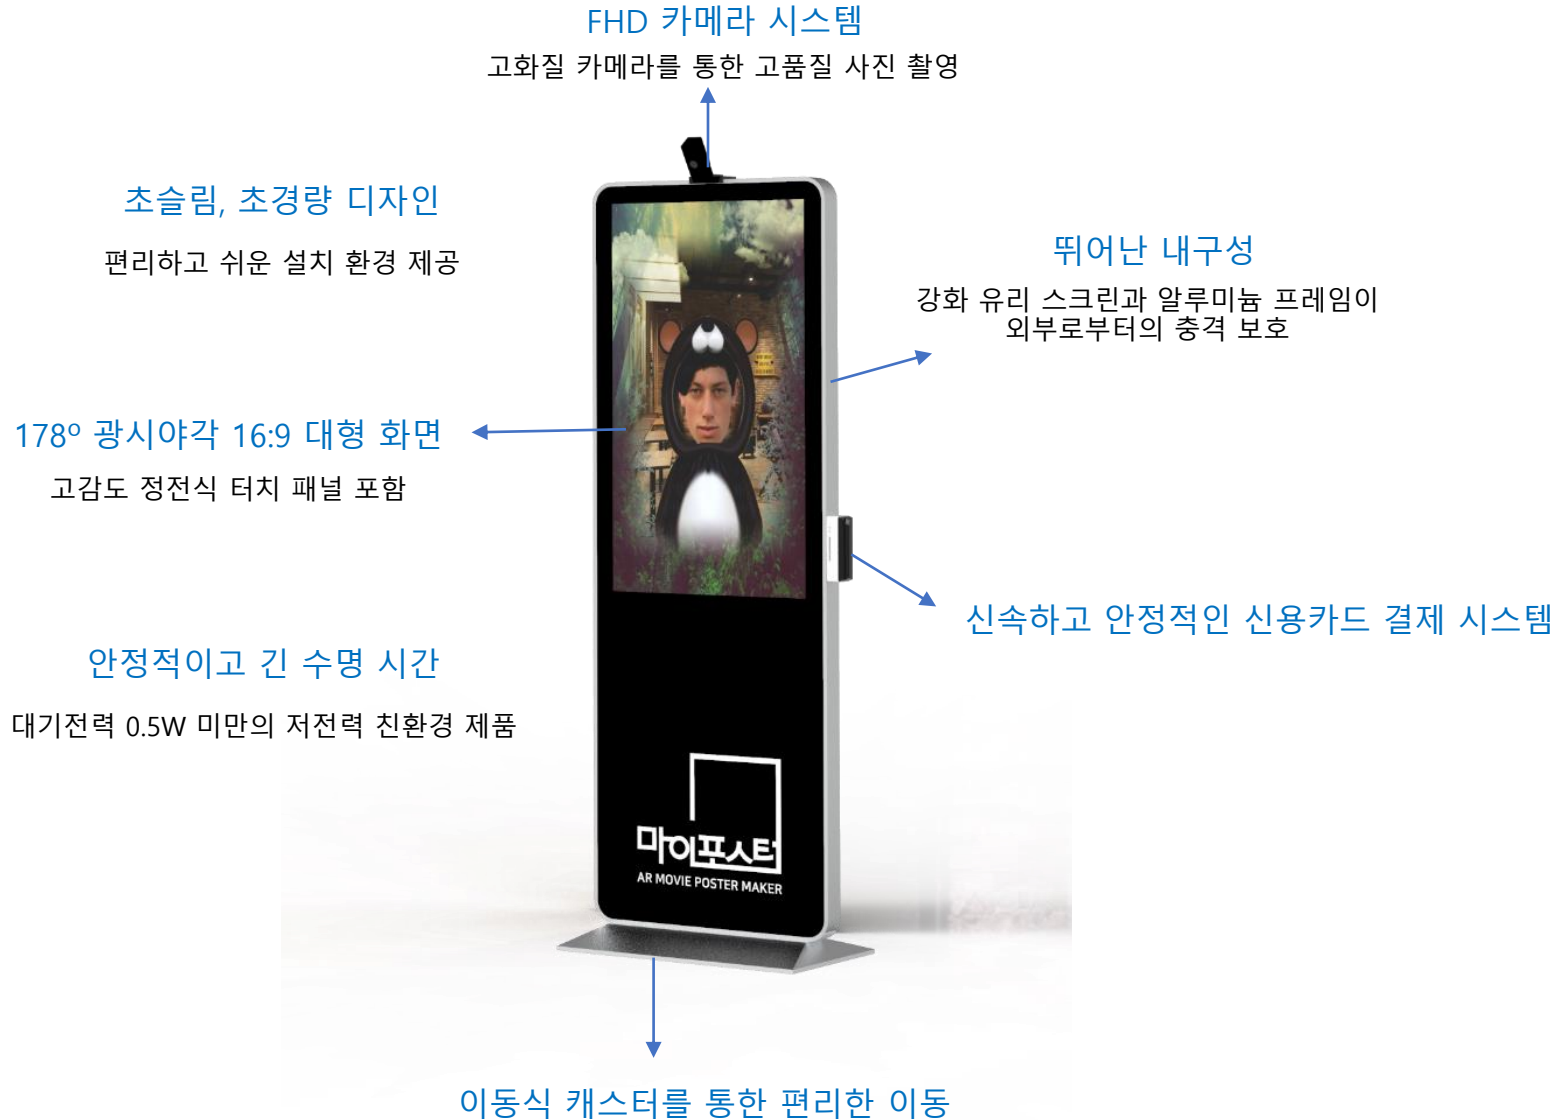 FHD 카메라 시스템
고화질 카메라를 통한 고품질 사진 촬영
초슬림, 초경량 디자인
편리하고 쉬운 설치 환경 제공
뛰어난 내구성
강화 유리 스크린과 알루미늄 프레임이
외부로부터의 충격 보호
178º 광시야각 16:9 대형 화면
고감도 정전식 터치 패널 포함
신속하고 안정적인 신용카드 결제 시스템
안정적이고 긴 수명 시간
대기전력 0.5W 미만의 저전력 친환경 제품
마이포스터
AR MOVIE POSTER MAKER
이동식 캐스터를 통한 편리한 이동